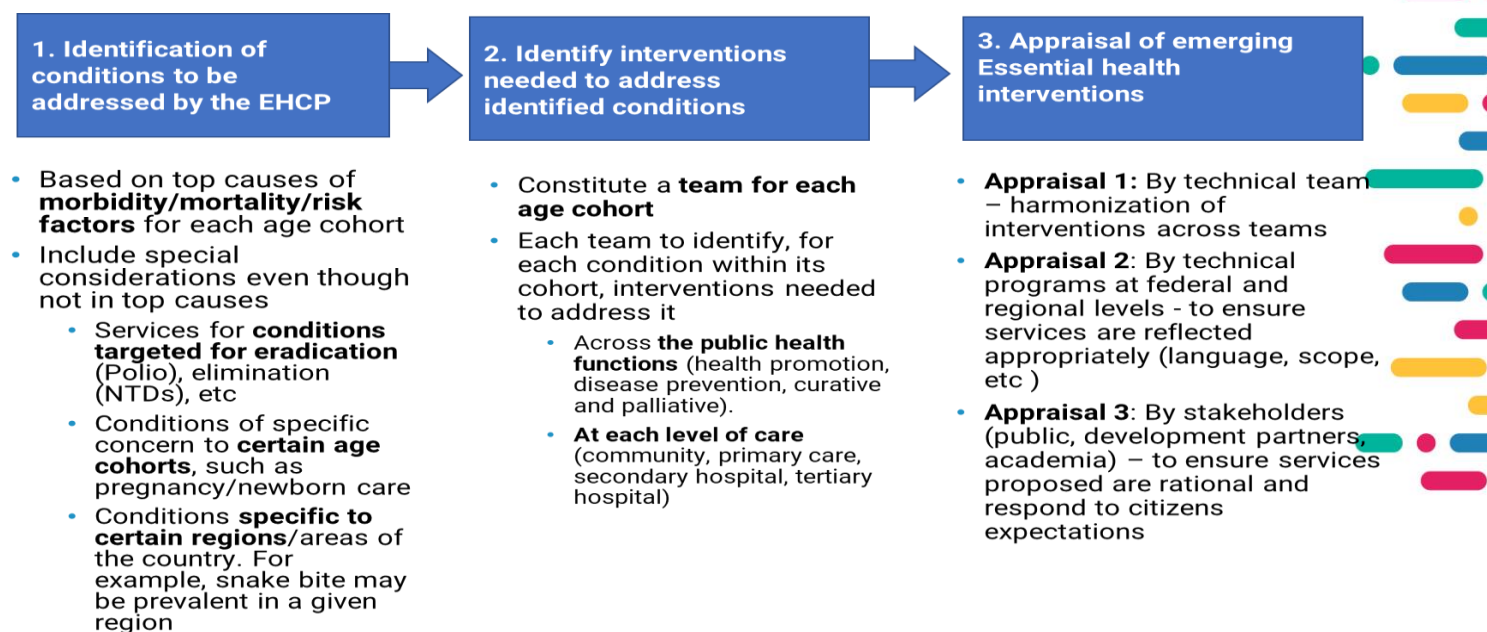 1. Identification of
conditions to be
addressed by the EHCP
• Based on top causes of
morbidity/mortality/risk
factors for each age cohort
• Include special
considerations even though
not in top causes
• Services for conditions
targeted for eradication
(Polio), elimination
(NTDs), etc
• Conditions of specific
concern to certain age
cohorts, such as
pregnancy/newborn care
• Conditions specific to
certain regions/areas of
the country. For
example, snake bite may
be prevalent in a given
region
2. Identify interventions
needed to address
identified conditions
• Constitute a team for each
age cohort
• Each team to identify, for
each condition within its
cohort, interventions needed
to address it
• Across the public health
functions (health promotion,
disease prevention, curative
and palliative).
• At each level of care
(community, primary care,
secondary hospital, tertiary
hospital)
3. Appraisal of emerging
Essential health
interventions
• Appraisal 1: By technical team
– harmonization of
interventions across teams
• Appraisal 2: By technical
programs at federal and
regional levels - to ensure
services are reflected
appropriately (language, scope,
etc )
• Appraisal 3: By stakeholders
(public, development partners,
academia) – to ensure services
proposed are rational and
respond to citizens
expectations